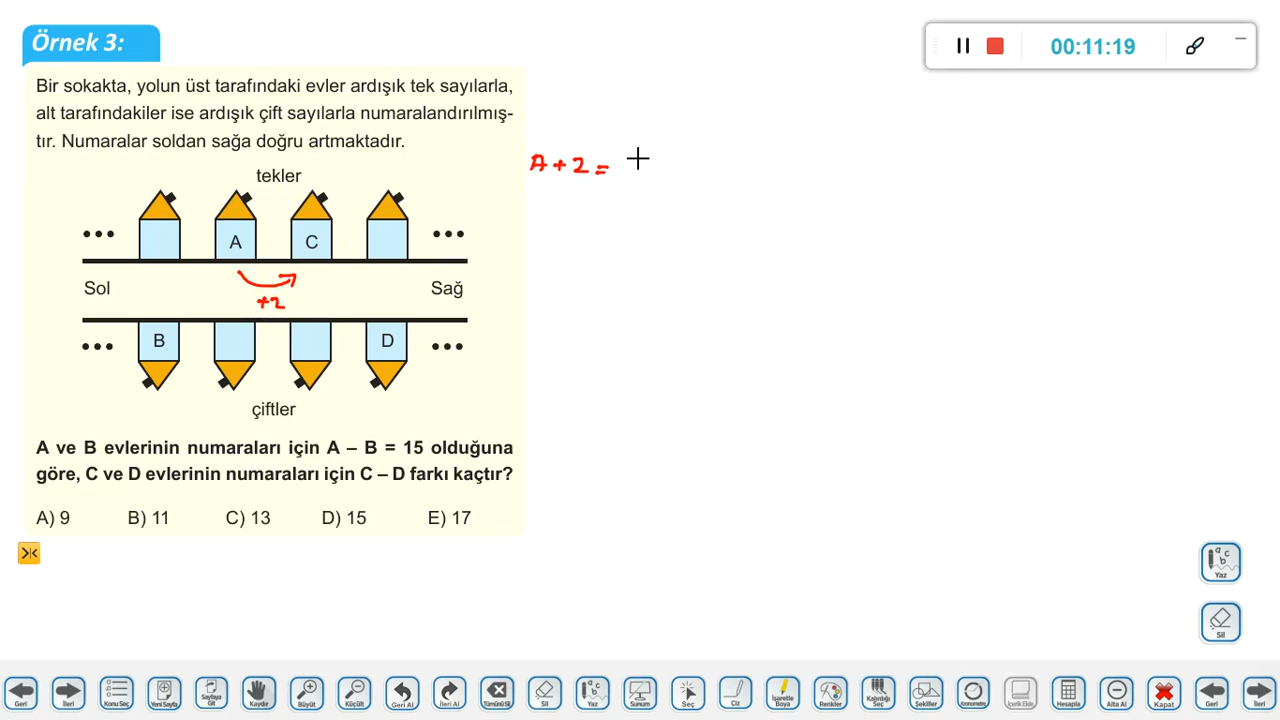 Örnek 3:
00:11:19
Bir sokakta, yolun üst tarafındaki evler ardışık tek sayılarla,
alt tarafındakiler ise ardışık çift sayılarla numaralandırılmış-
tır. Numaralar soldan sağa doğru artmaktadır.
A + 2 =
tekler
A
C
Sol
+2
Sağ
B
D
çiftler
A ve B evlerinin numaraları için A – B = 15 olduğuna
göre, C ve D evlerinin numaraları için C – D farkı kaçtır?
A) 9 B) 11 C) 13 D) 15 E) 17
Yaz
Sil
Geri İleri Konu Seç Yeni Sayfa Sayfaya Git Kaydır Büyüt Küçült Geri Al İleri Al Tümünü Sil Sil Yaz Sunum Seç Çiz İşaretle Boya Renkler Kalınlığı Seç Şekiller Kronometre İçerik Ekle Hesapla Alta Al Kapat Geri İleri